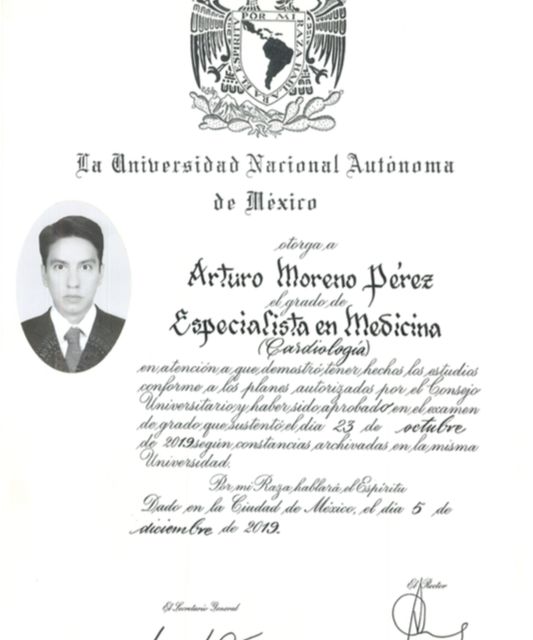 POR MI RAZA HABLARA EL ESPIRITU
La Universidad Nacional Autónoma
de México
otorga a
Arturo Moreno Pérez
el grado de
Especialista en Medicina
(Cardiología)
en atención a que demostró tener hechos los estudios
conforme a los planes autorizados por el Consejo
Universitario y haber sido aprobado en el examen
de grado que sustentó el día 23 de octubre
de 2019 según constancias archivadas en la misma
Universidad.
Por mi Raza hablará el Espíritu
Dado en la Ciudad de México, el día 5 de
diciembre de 2019.
El Rector
El Secretario General